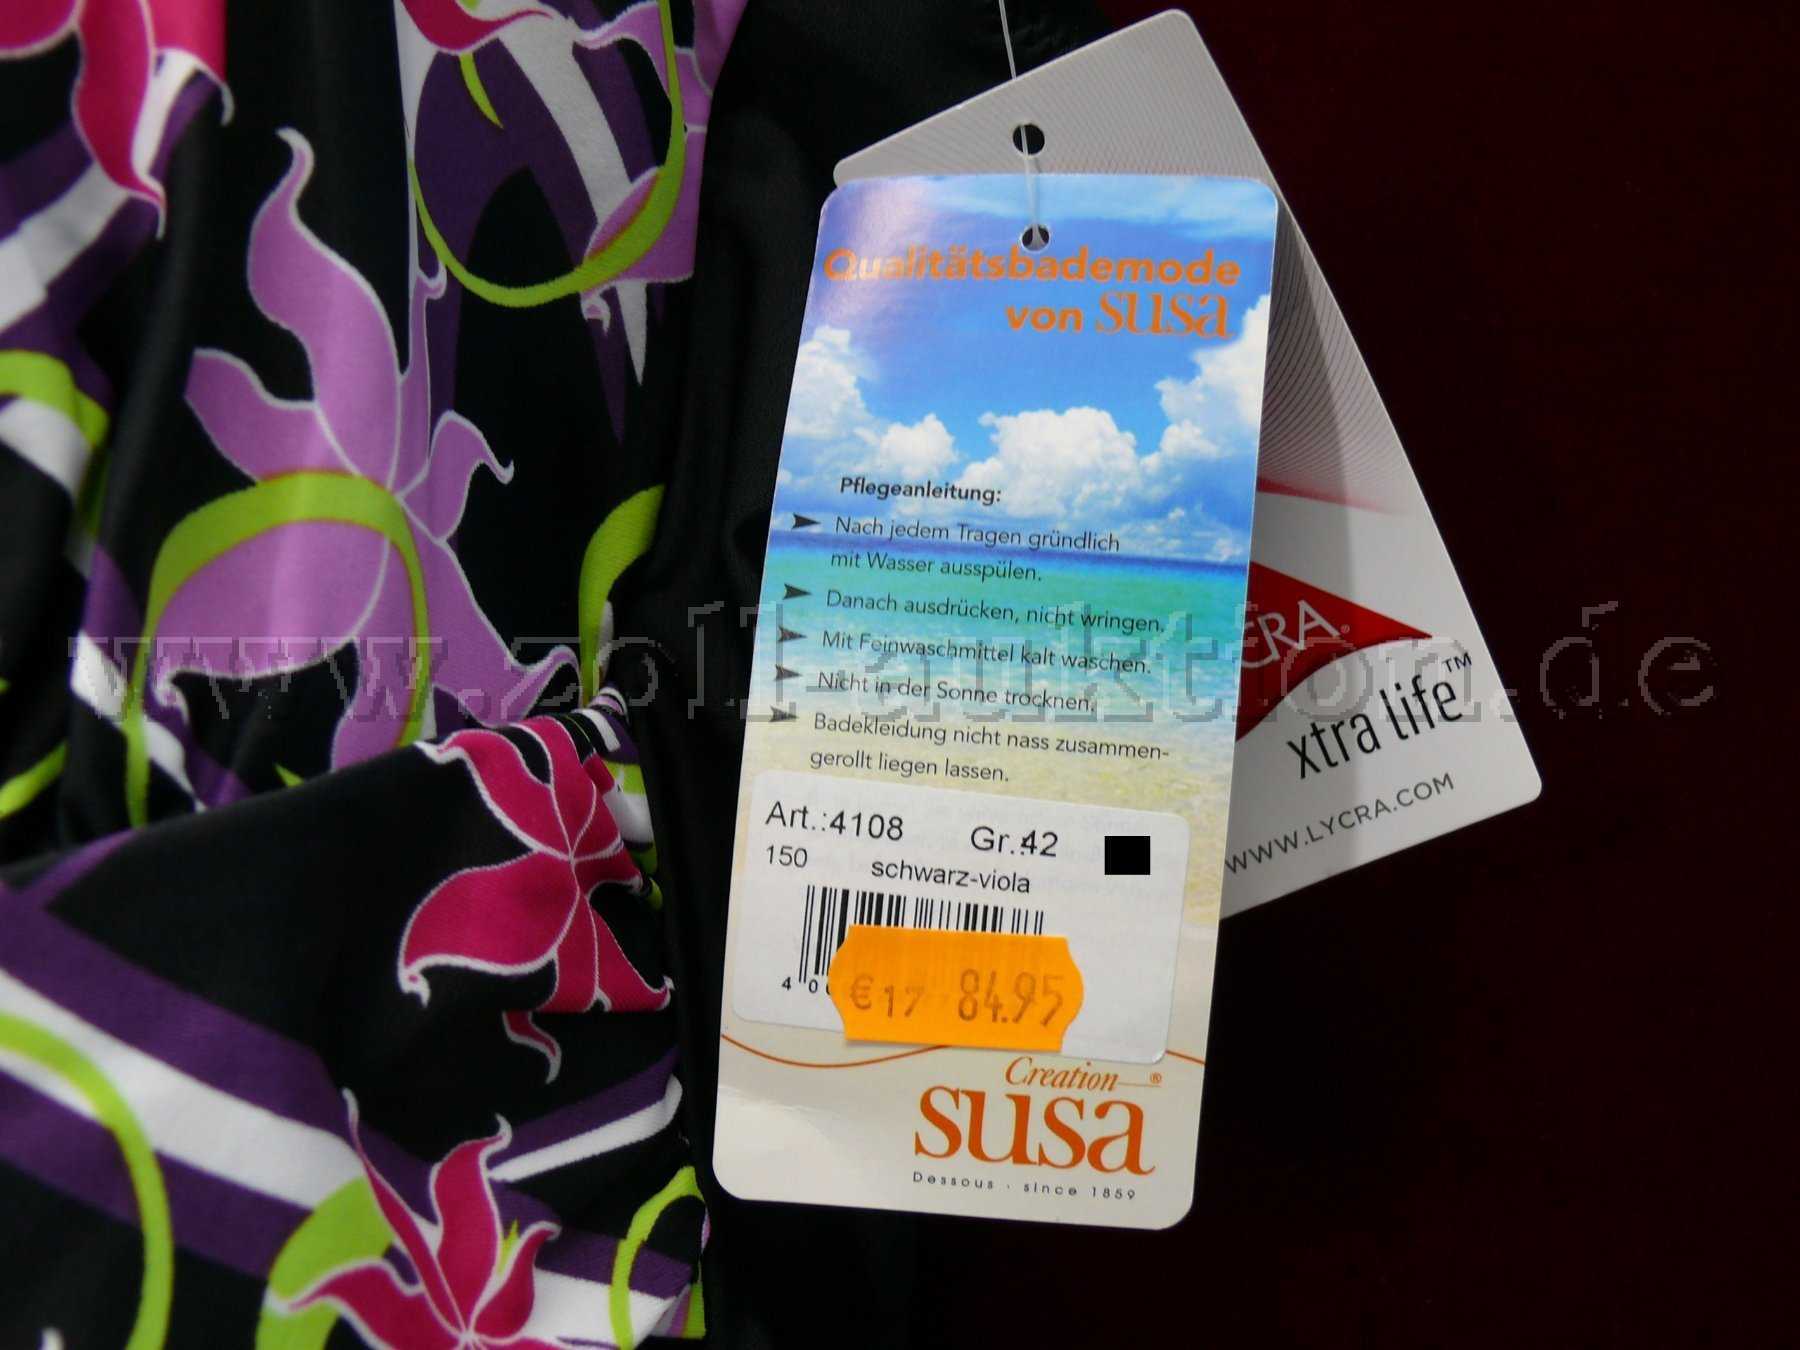 Qualitätsbademode
von susa
Pflegeanleitung:
Nach jedem Tragen gründlich
mit Wasser ausspülen.
Danach ausdrücken, nicht wringen.
Mit Feinwaschmittel kalt waschen.
Nicht in der Sonne trocknen.
Badekleidung nicht nass zusammen-
gerollt liegen lassen.
Art.:4108 Gr.:42
150 schwarz-viola
€17 84.95
Creation®
susa
Dessous · since 1859
xtra life™
WWW.LYCRA.COM
www.zoll-auktion.de